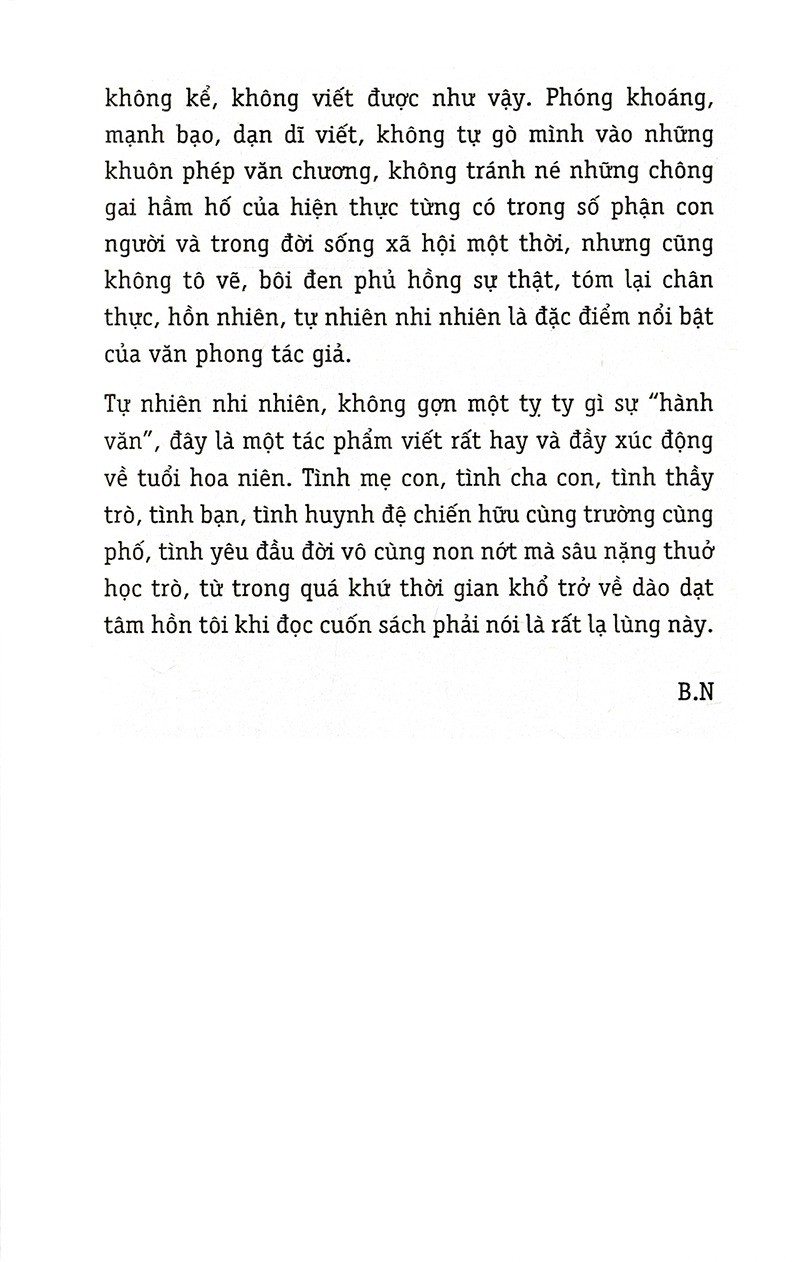 không kể, không viết được như vậy. Phóng khoáng,
mạnh bạo, dạn dĩ viết, không tự gò mình vào những
khuôn phép văn chương, không tránh né những chông
gai hầm hố của hiện thực từng có trong số phận con
người và trong đời sống xã hội một thời, nhưng cũng
không tô vẽ, bôi đen phủ hồng sự thật, tóm lại chân
thực, hồn nhiên, tự nhiên nhi nhiên là đặc điểm nổi bật
của văn phong tác giả.
Tự nhiên nhi nhiên, không gợn một tỵ ty gì sự “hành
văn”, đây là một tác phẩm viết rất hay và đầy xúc động
về tuổi hoa niên. Tình mẹ con, tình cha con, tình thầy
trò, tình bạn, tình huynh đệ chiến hữu cùng trường cùng
phố, tình yêu đầu đời vô cùng non nớt mà sâu nặng thuở
học trò, từ trong quá khứ thời gian khổ trở về dào dạt
tâm hồn tôi khi đọc cuốn sách phải nói là rất lạ lùng này.
B.N